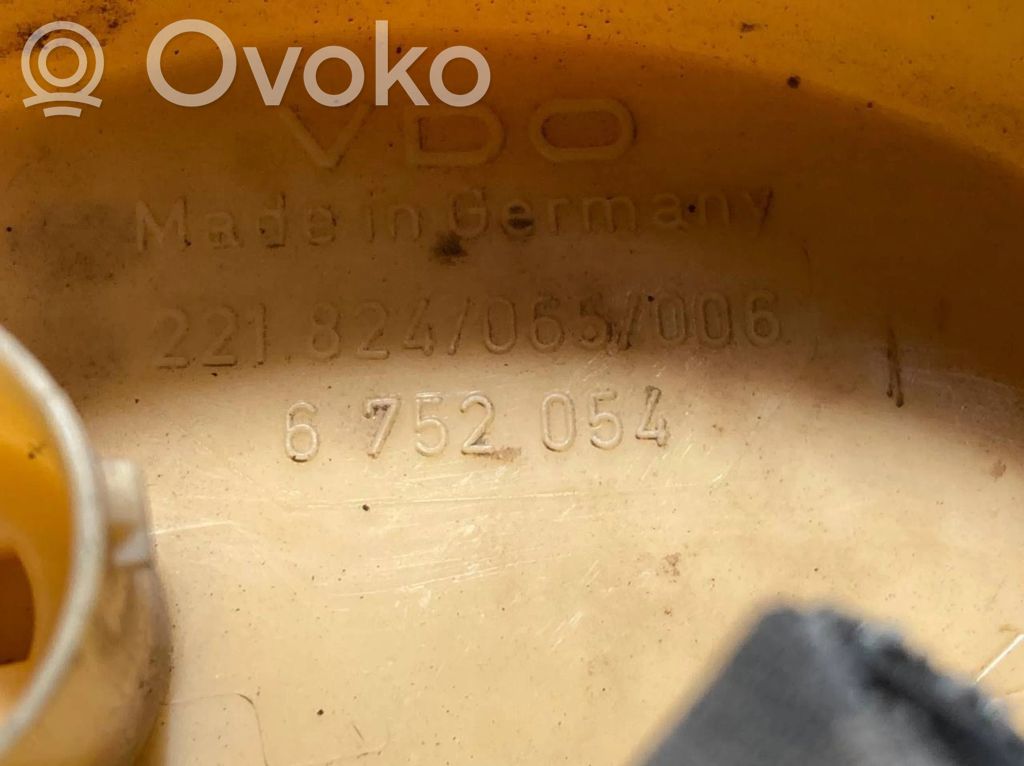 Ovoko
VDO
Made in Germany
221.824/065/006
6 752 054